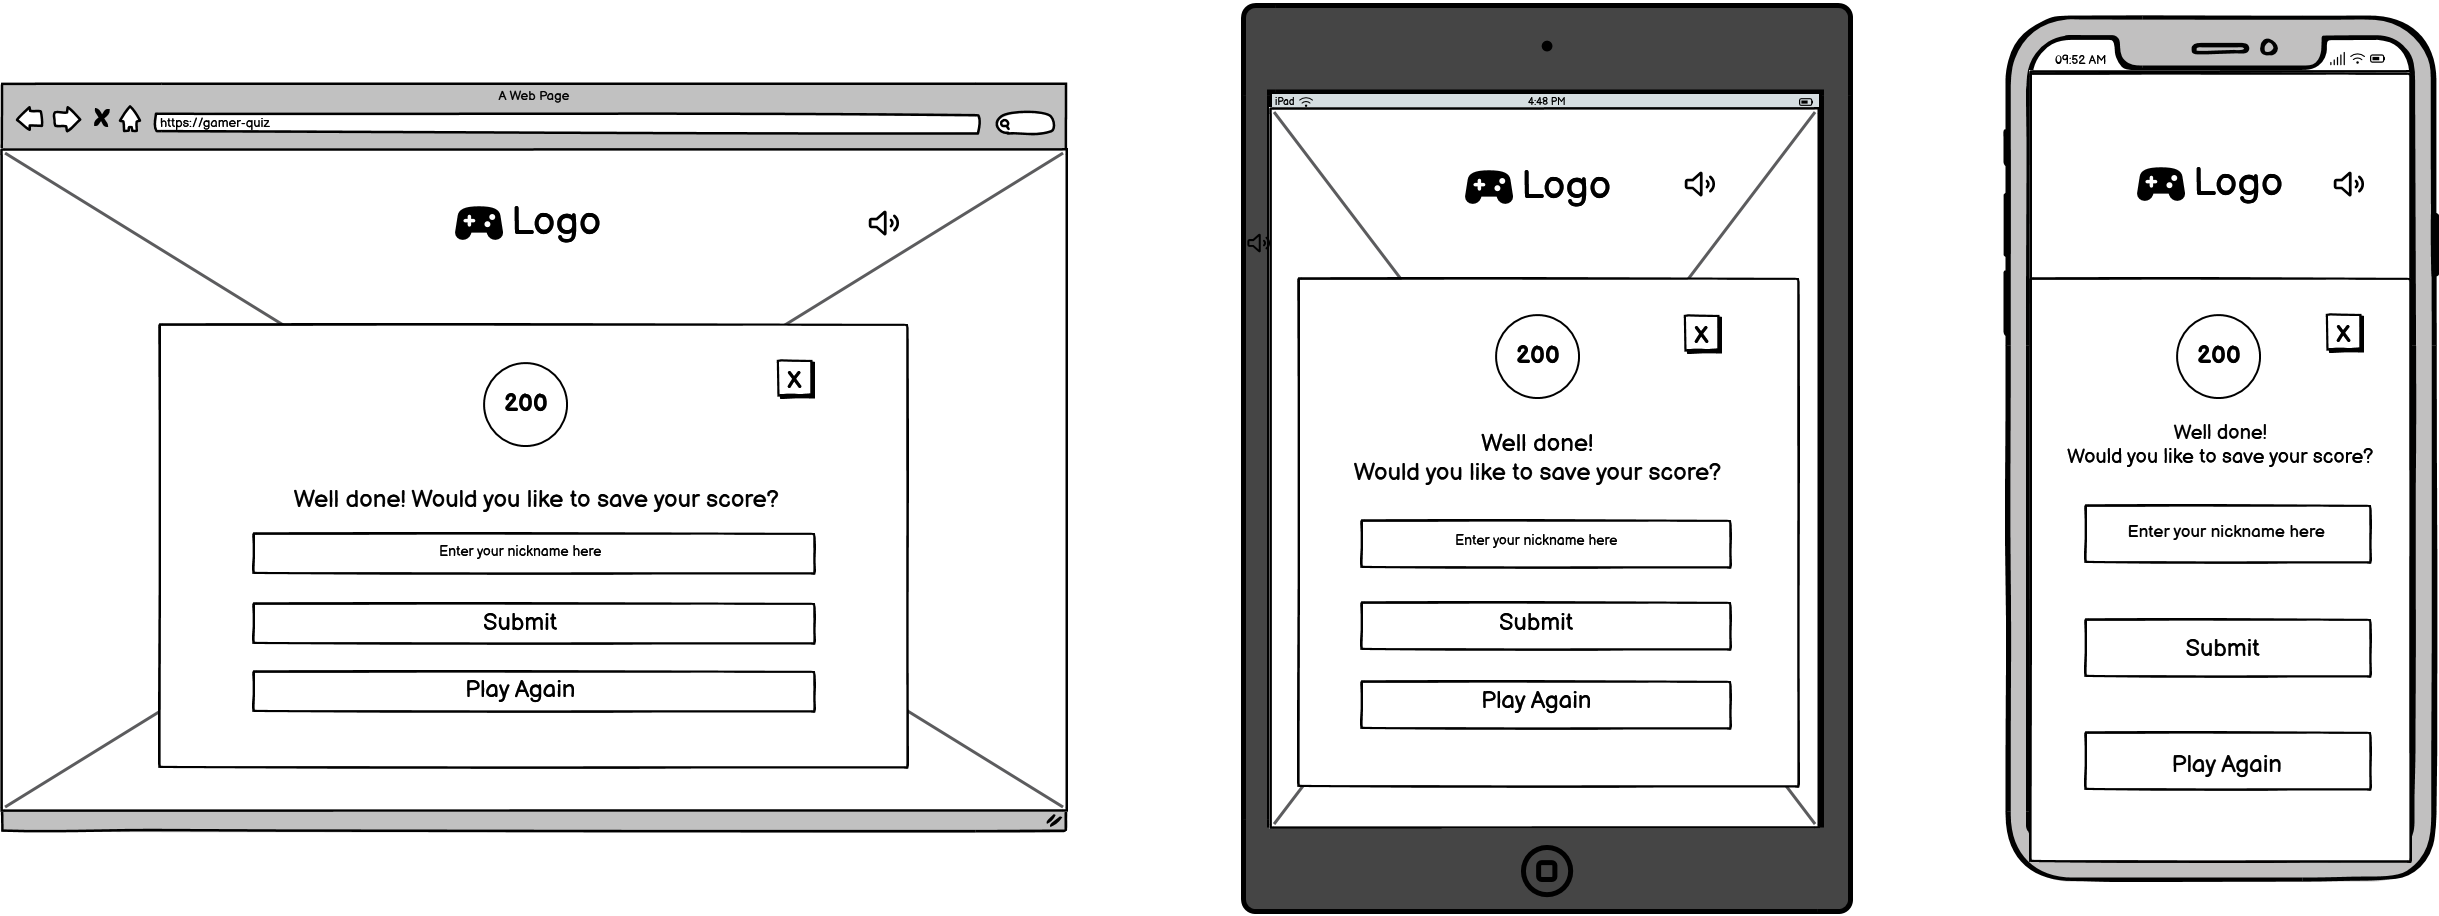 A Web Page
https://gamer-quiz
Logo
X
200
Well done! Would you like to save your score?
Enter your nickname here
Submit
Play Again
iPad
4:48 PM
Logo
X
200
Well done!
Would you like to save your score?
Enter your nickname here
Submit
Play Again
09:52 AM
Logo
X
200
Well done!
Would you like to save your score?
Enter your nickname here
Submit
Play Again